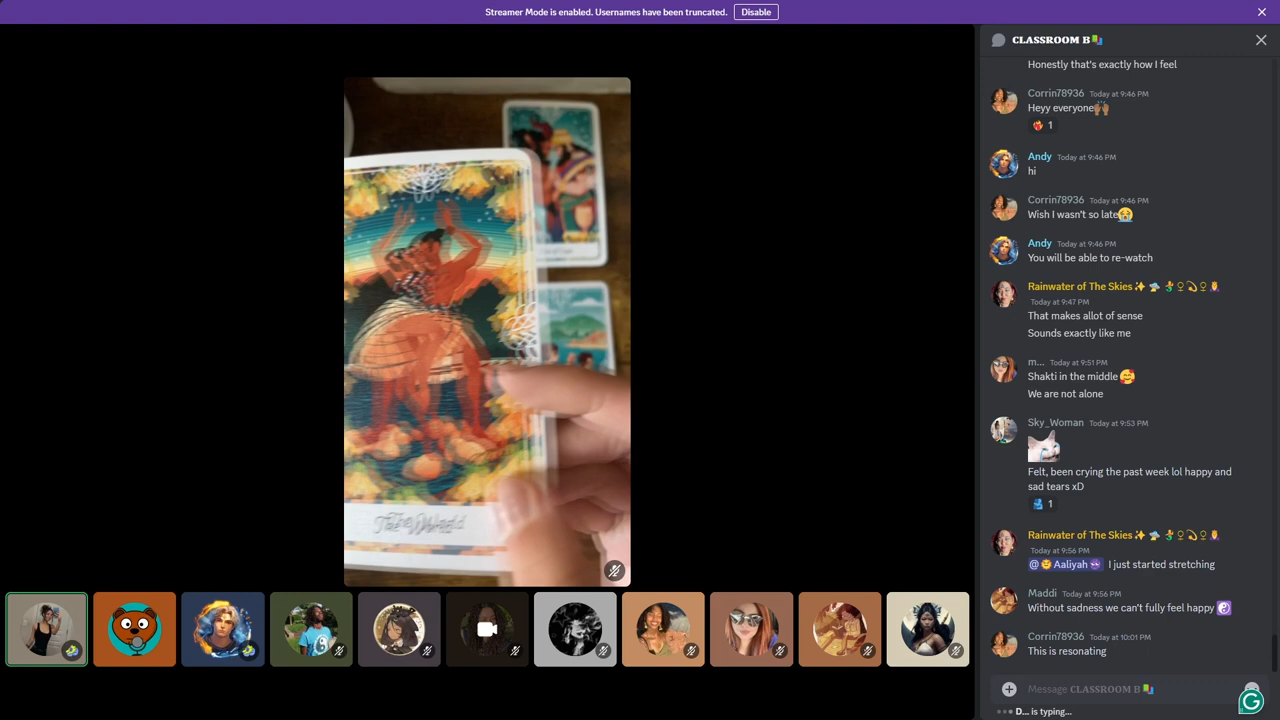 Streamer Mode is enabled. Usernames have been truncated. Disable
CLASSROOM B
Honestly that's exactly how I feel
Corrin78936 Today at 9:46 PM
Heyy everyone🙌🏾
❤️‍🔥 1
Andy Today at 9:46 PM
hi
Corrin78936 Today at 9:46 PM
Wish I wasn't so late😭
Andy Today at 9:46 PM
You will be able to re-watch
Rainwater of The Skies✨
Today at 9:47 PM
That makes allot of sense
Sounds exactly like me
m... Today at 9:51 PM
Shakti in the middle 🥰
We are not alone
Sky_Woman Today at 9:53 PM
Felt, been crying the past week lol happy and
sad tears xD
🫂 1
Rainwater of The Skies✨
Today at 9:56 PM
@Aaliyah I just started stretching
Maddi Today at 9:56 PM
Without sadness we can't fully feel happy ☯️
Corrin78936 Today at 10:01 PM
This is resonating
Message CLASSROOM B
D... is typing...
The World